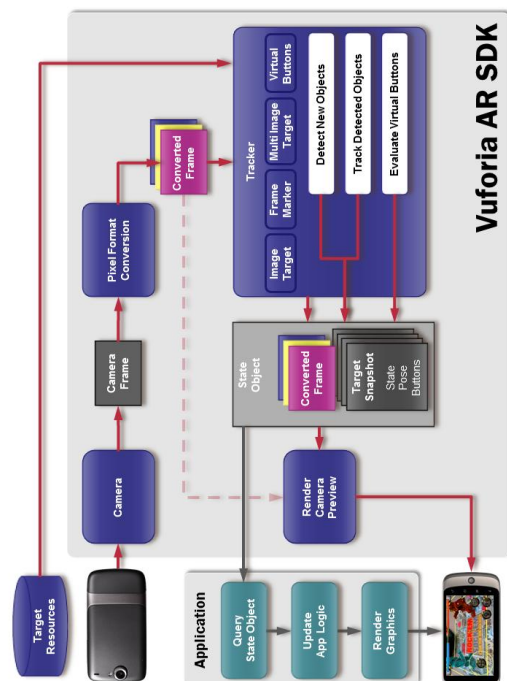 Target
Resources
Camera
Camera
Frame
Pixel Format
Conversion
Converted
Frame
Tracker
Image
Target
Frame
Marker
Multi Image
Target
Virtual
Buttons
Detect New Objects
Track Detected Objects
Evaluate Virtual Buttons
State
Object
Converted
Frame
Target
Snapshot
State
Pose
Buttons
Render
Camera
Preview
Application
Query
State Object
Update
App Logic
Render
Graphics
Vuforia AR SDK